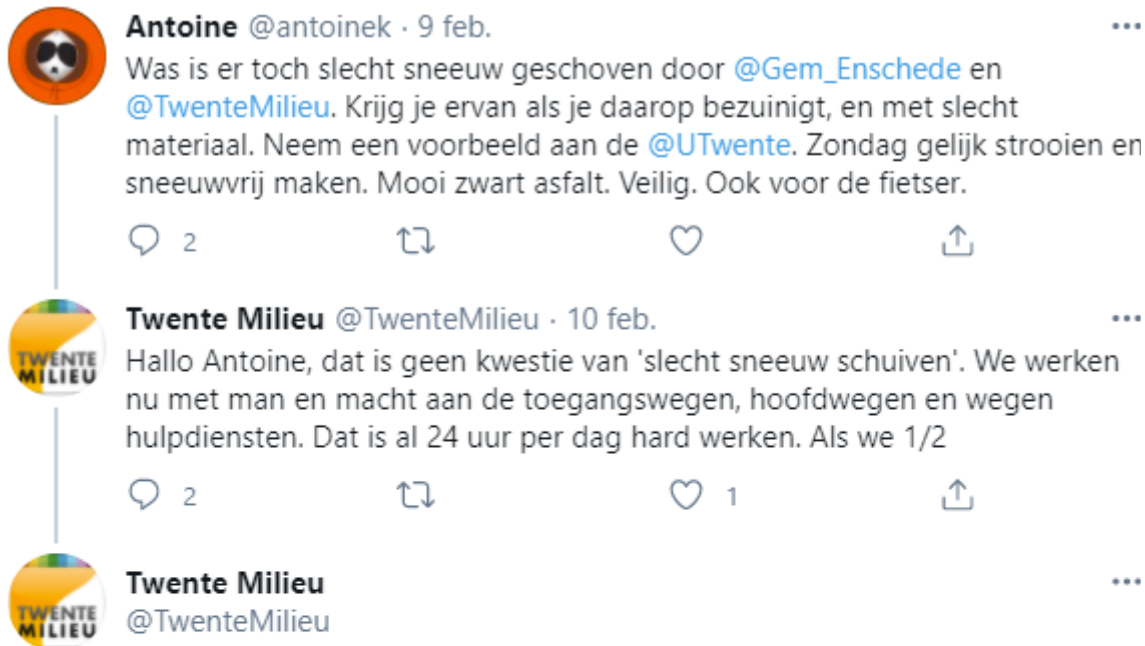 Antoine @antoinek · 9 feb.
Was is er toch slecht sneeuw geschoven door @Gem_Enschede en
@TwenteMilieu. Krijg je ervan als je daarop bezuinigt, en met slecht
materiaal. Neem een voorbeeld aan de @UTwente. Zondag gelijk strooien en
sneeuwvrij maken. Mooi zwart asfalt. Veilig. Ook voor de fietser.
2
TWENTE
MILIEU
Twente Milieu @TwenteMilieu · 10 feb.
Hallo Antoine, dat is geen kwestie van 'slecht sneeuw schuiven'. We werken
nu met man en macht aan de toegangswegen, hoofdwegen en wegen
hulpdiensten. Dat is al 24 uur per dag hard werken. Als we 1/2
2 1
TWENTE
MILIEU
Twente Milieu
@TwenteMilieu